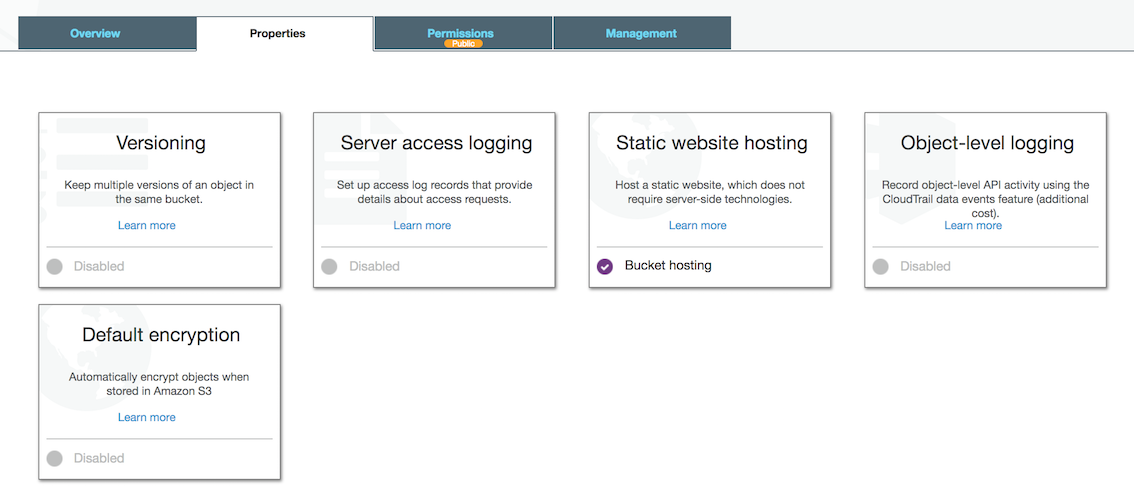 Overview
Properties
Permissions
Public
Management
Versioning
Keep multiple versions of an object in
the same bucket.
Learn more
Disabled
Server access logging
Set up access log records that provide
details about access requests.
Learn more
Disabled
Static website hosting
Host a static website, which does not
require server-side technologies.
Learn more
Bucket hosting
Object-level logging
Record object-level API activity using the
CloudTrail data events feature (additional
cost).
Learn more
Disabled
Default encryption
Automatically encrypt objects when
stored in Amazon S3
Learn more
Disabled